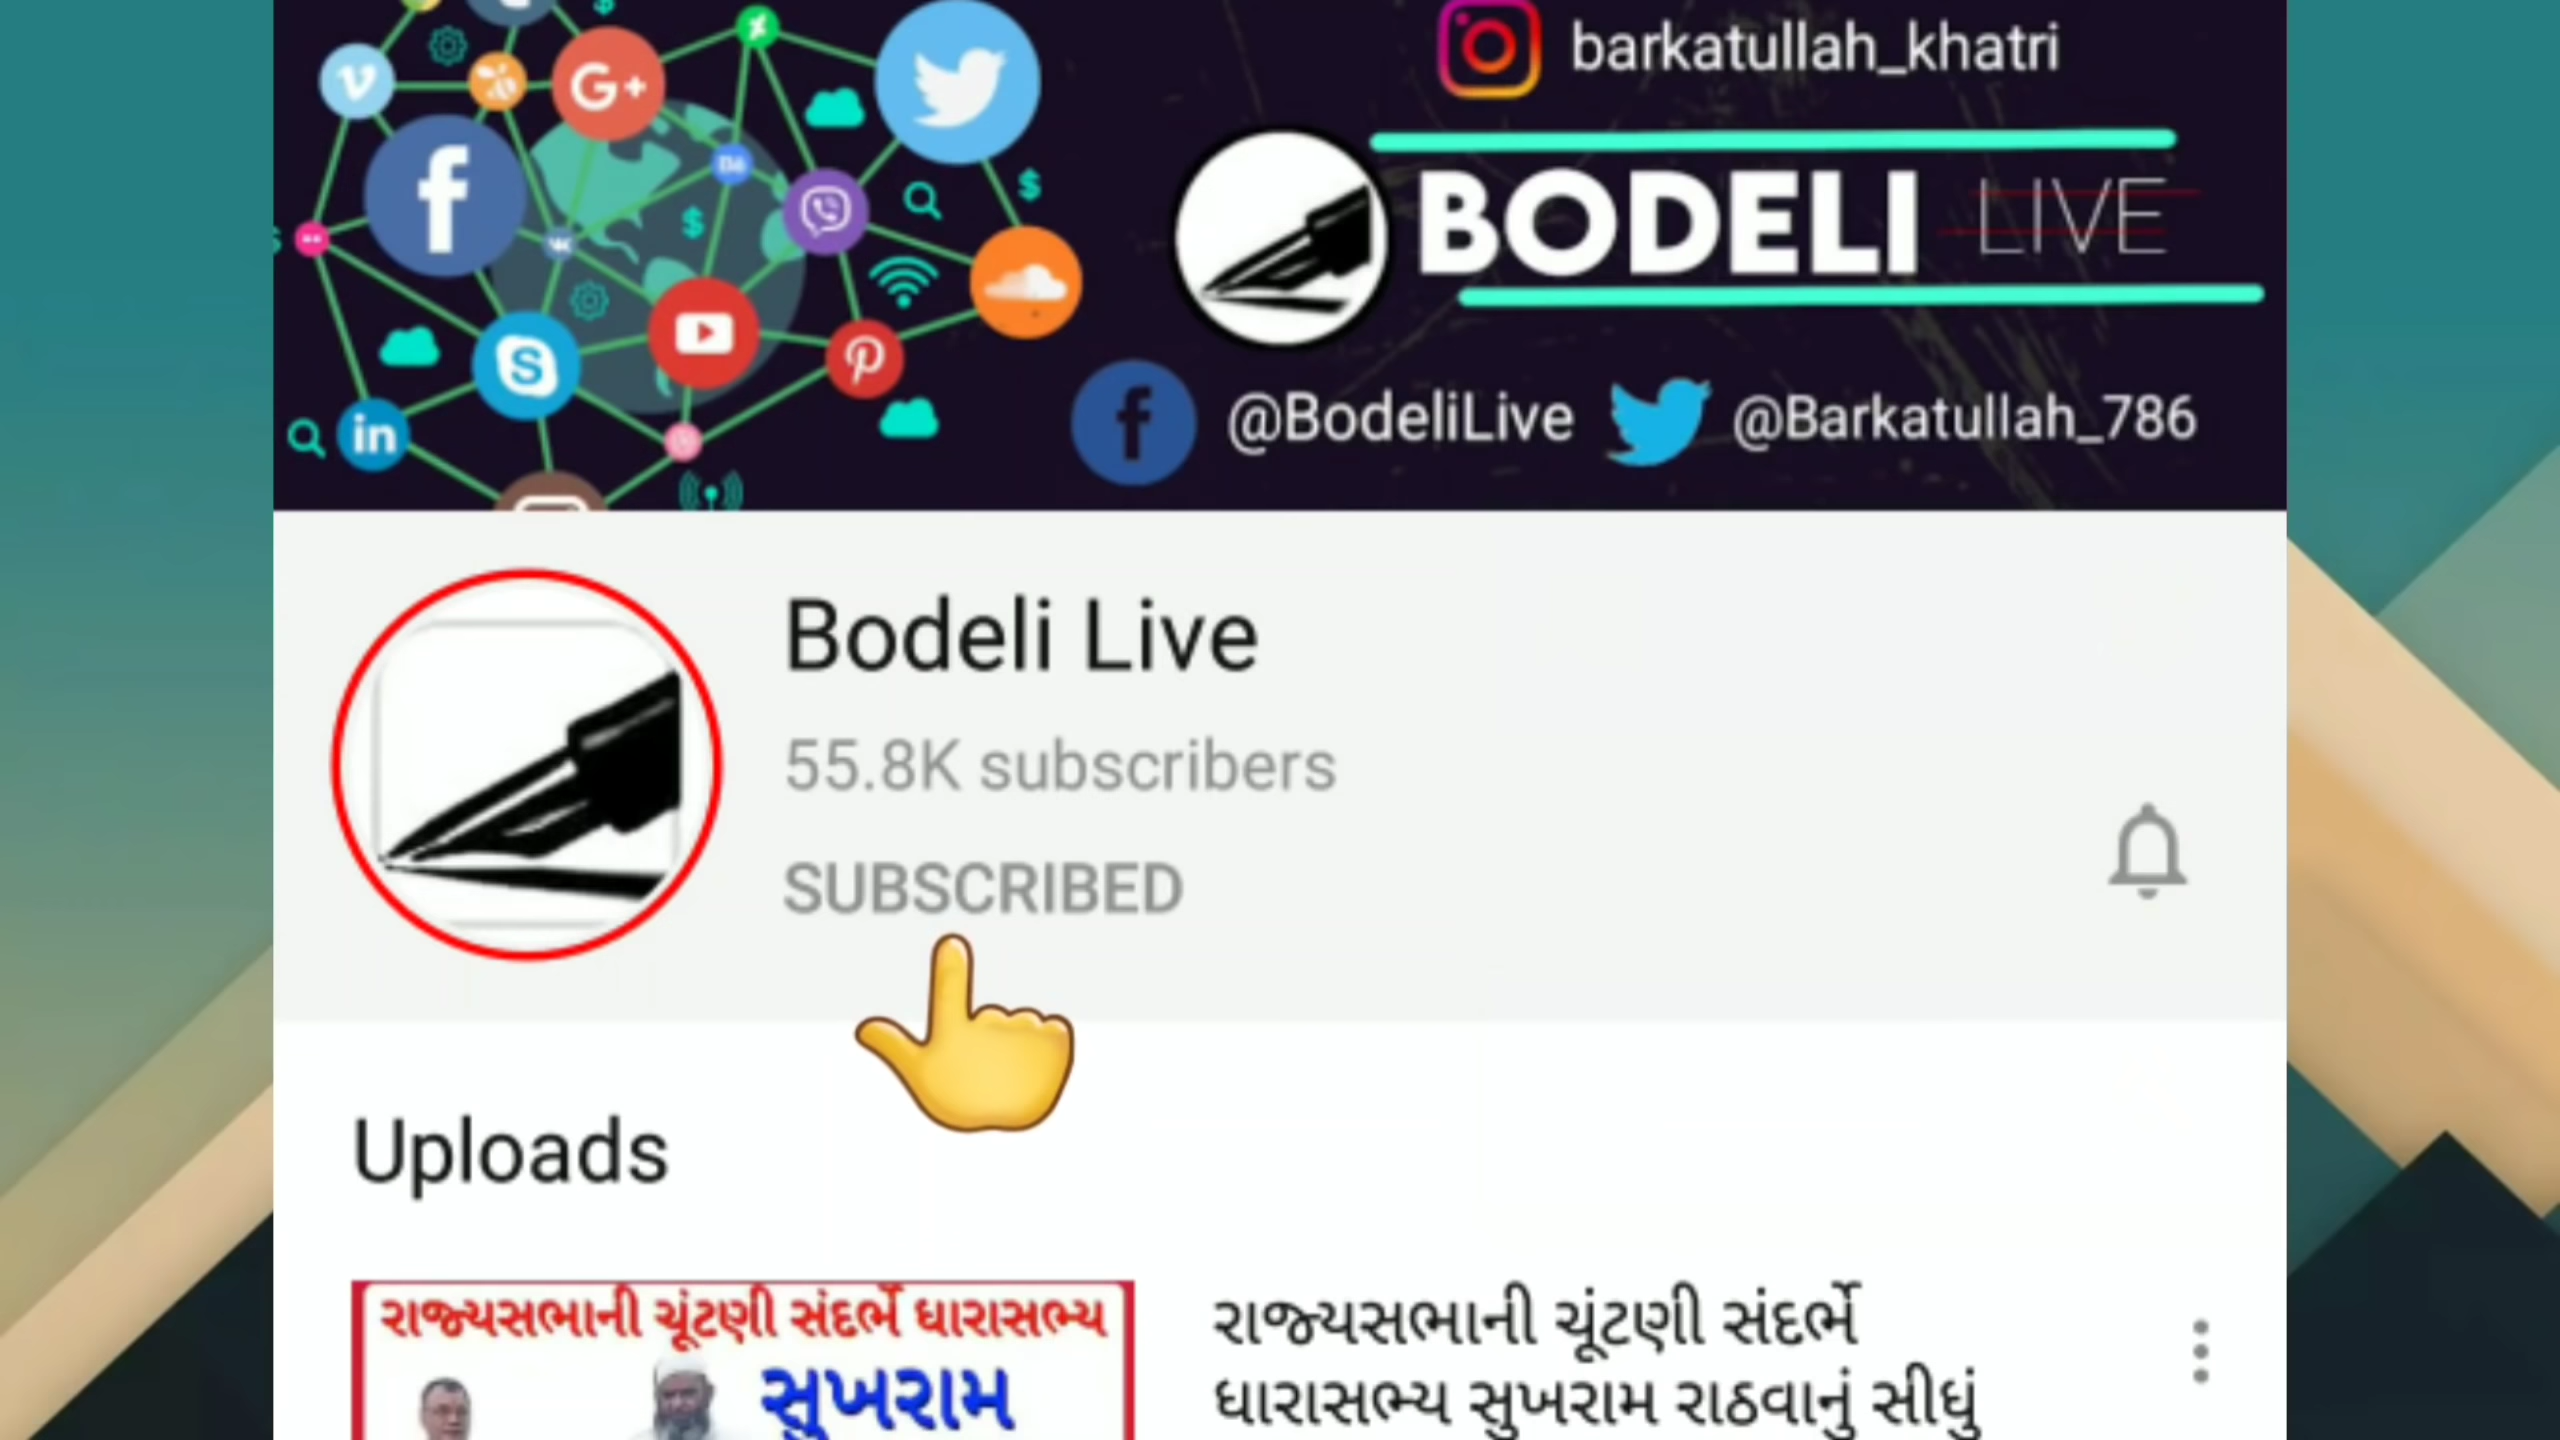 barkatullah_khatri
BODELI LIVE
@BodeliLive @Barkatullah_786
Bodeli Live
55.8K subscribers
SUBSCRIBED
Uploads
રાજ્યસભાની ચૂંટણી સંદર્ભે ધારાસભ્ય
સુખરામ
રાજ્યસભાની ચૂંટણી સંદર્ભે
ધારાસભ્ય સુખરામ રાઠવાનું સીધું